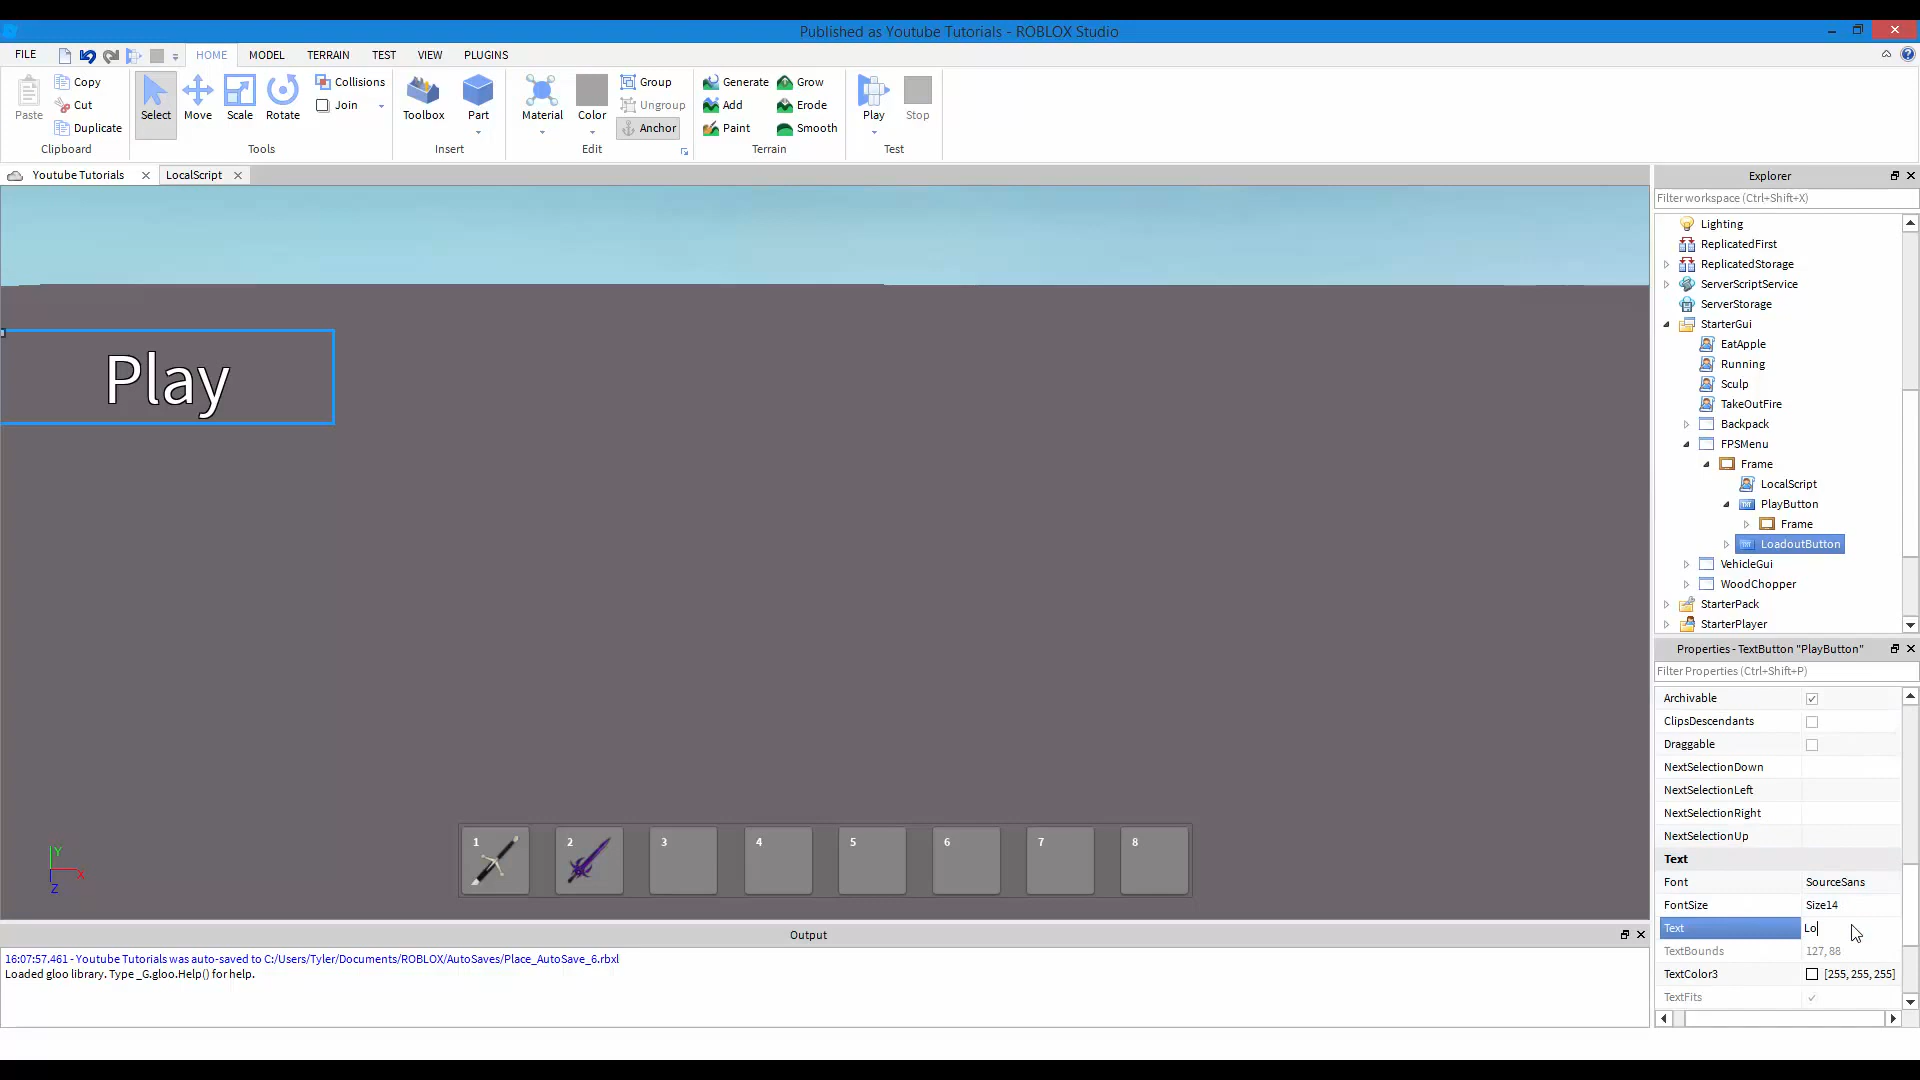 Published as Youtube Tutorials - ROBLOX Studio
FILE HOME MODEL TERRAIN TEST VIEW PLUGINS
Paste Copy Cut Duplicate Clipboard
Select Move Scale Rotate Collisions Join Tools
Toolbox Part Insert
Material Color Group Ungroup Anchor Edit
Generate Grow Add Erode Paint Smooth Terrain
Play Stop Test
Youtube Tutorials LocalScript
Play
1 2 3 4 5 6 7 8
Y
X
Z
Output
16:07:57.461 - Youtube Tutorials was auto-saved to C:/Users/Tyler/Documents/ROBLOX/AutoSaves/Place_AutoSave_6.rbxl
Loaded gloo library. Type _G.gloo.Help() for help.
Explorer
Filter workspace (Ctrl+Shift+X)
Lighting
ReplicatedFirst
ReplicatedStorage
ServerScriptService
ServerStorage
StarterGui
EatApple
Running
Sculp
TakeOutFire
Backpack
FPSMenu
Frame
LocalScript
PlayButton
Frame
LoadoutButton
VehicleGui
WoodChopper
StarterPack
StarterPlayer
Properties - TextButton "PlayButton"
Filter Properties (Ctrl+Shift+P)
Archivable
ClipsDescendants
Draggable
NextSelectionDown
NextSelectionLeft
NextSelectionRight
NextSelectionUp
Text
Font SourceSans
FontSize Size14
Text Lo
TextBounds 127, 88
TextColor3 [255, 255, 255]
TextFits